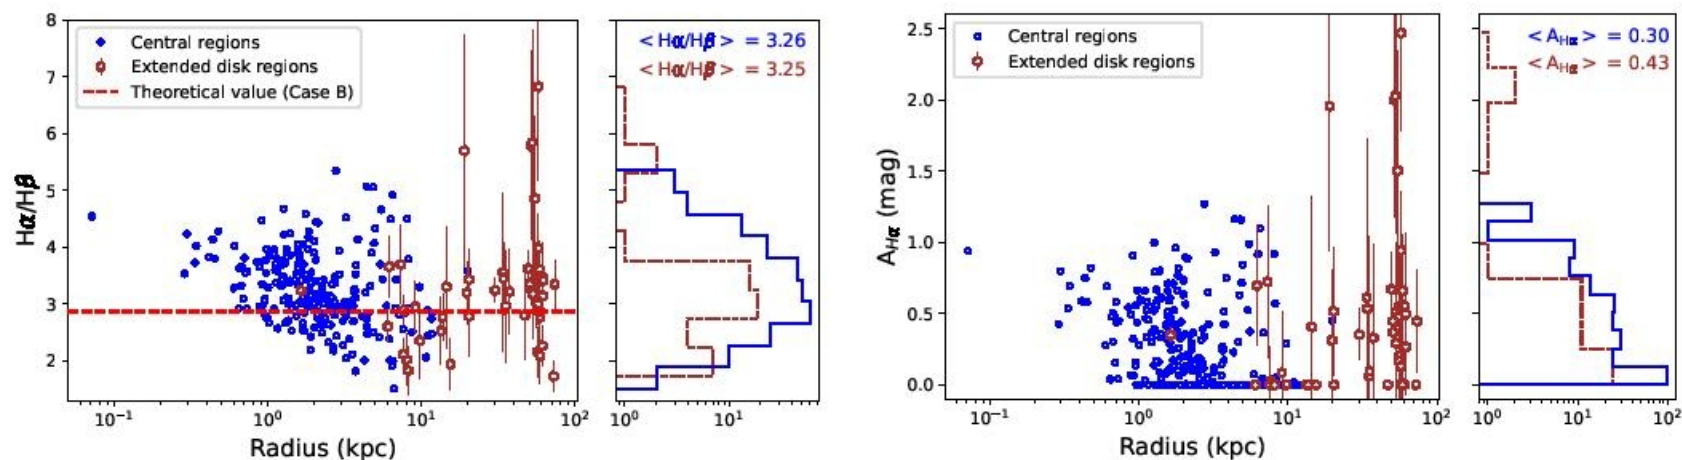 8
7
6
5
4
3
2
Hα/Hβ
Central regions
Extended disk regions
Theoretical value (Case B)
10⁻¹ 10⁰ 10¹ 10²
Radius (kpc)
< Hα/Hβ > = 3.26
< Hα/Hβ > = 3.25
10⁰ 10¹
2.5
2.0
1.5
1.0
0.5
0.0
A_Hα (mag)
Central regions
Extended disk regions
10⁻¹ 10⁰ 10¹ 10²
Radius (kpc)
< A_Hα > = 0.30
< A_Hα > = 0.43
10⁰ 10¹ 10²